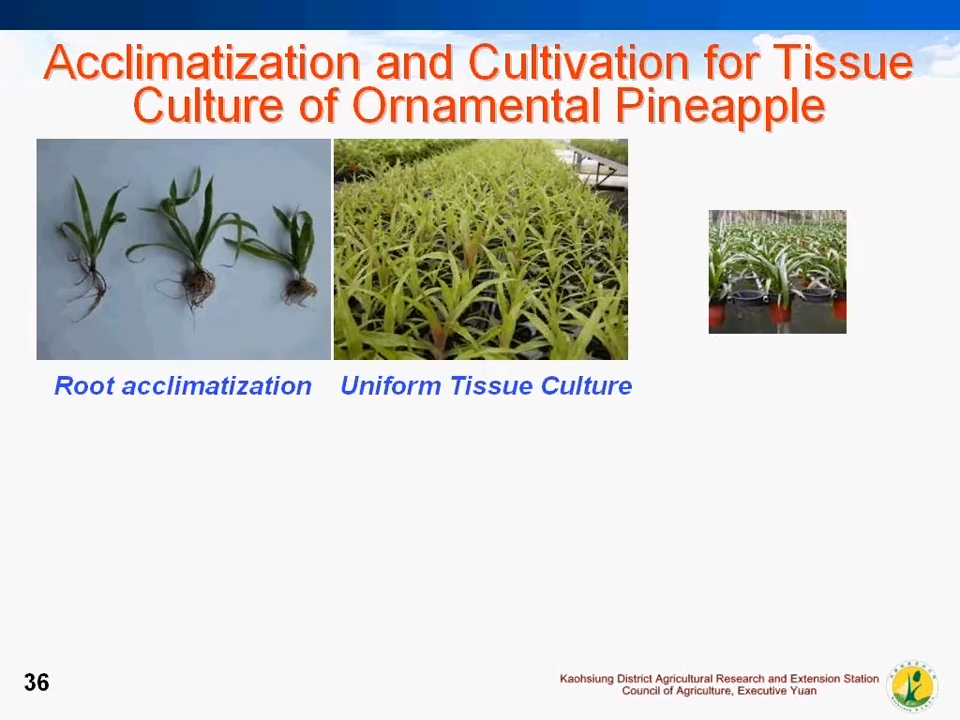 Acclimatization and Cultivation for Tissue
Culture of Ornamental Pineapple
Root acclimatization
Uniform Tissue Culture
36
Kaohsiung District Agricultural Research and Extension Station
Council of Agriculture, Executive Yuan